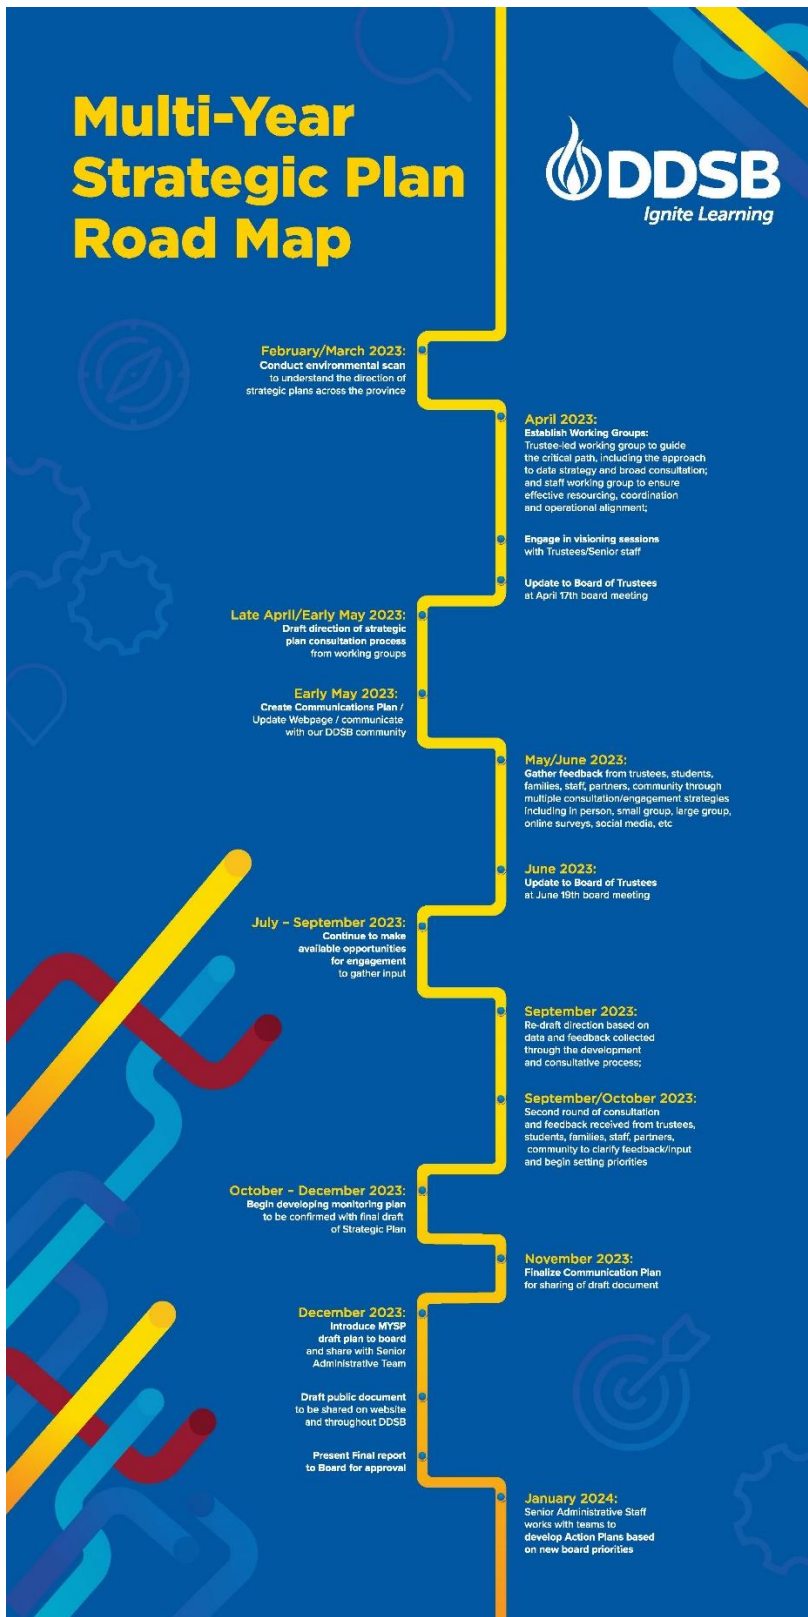 Multi-Year
Strategic Plan
Road Map
DDSB
Ignite Learning
February/March 2023:
Conduct environmental scan
to understand the direction of
strategic plans across the province
April 2023:
Establish Working Groups:
Trustee-led working group to guide
the critical path, including the approach
to data strategy and broad consultation;
and staff working group to ensure
effective resourcing, coordination
and operational alignment;
Engage in visioning sessions
with Trustees/Senior staff
Update to Board of Trustees
at April 17th board meeting
Late April/Early May 2023:
Draft direction of strategic
plan consultation process
from working groups
Early May 2023:
Create Communications Plan /
Update Webpage / communicate
with our DDSB community
May/June 2023:
Gather feedback from trustees, students,
families, staff, partners, community through
multiple consultation/engagement strategies
including in person, small group, large group,
online surveys, social media, etc
June 2023:
Update to Board of Trustees
at June 19th board meeting
July – September 2023:
Continue to make
available opportunities
for engagement
to gather input
September 2023:
Re-draft direction based on
data and feedback collected
through the development
and consultative process;
September/October 2023:
Second round of consultation
and feedback received from trustees,
students, families, staff, partners,
community to clarify feedback/input
and begin setting priorities
October – December 2023:
Begin developing monitoring plan
to be confirmed with final draft
of Strategic Plan
November 2023:
Finalize Communication Plan
for sharing of draft document
December 2023:
Introduce MYSP
draft plan to board
and share with Senior
Administrative Team
Draft public document
to be shared on website
and throughout DDSB
Present Final report
to Board for approval
January 2024:
Senior Administrative Staff
works with teams to
develop Action Plans based
on new board priorities